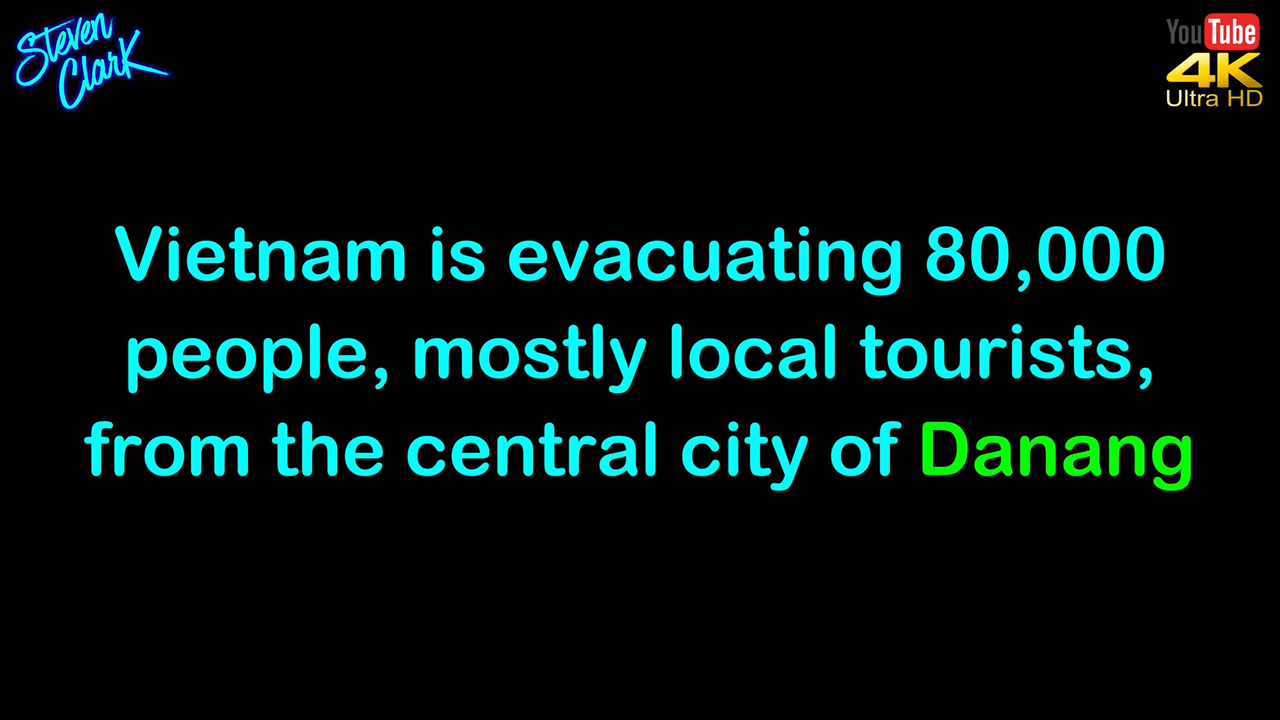 Steven
Clark
YouTube
4K
Ultra HD
Vietnam is evacuating 80,000
people, mostly local tourists,
from the central city of Danang